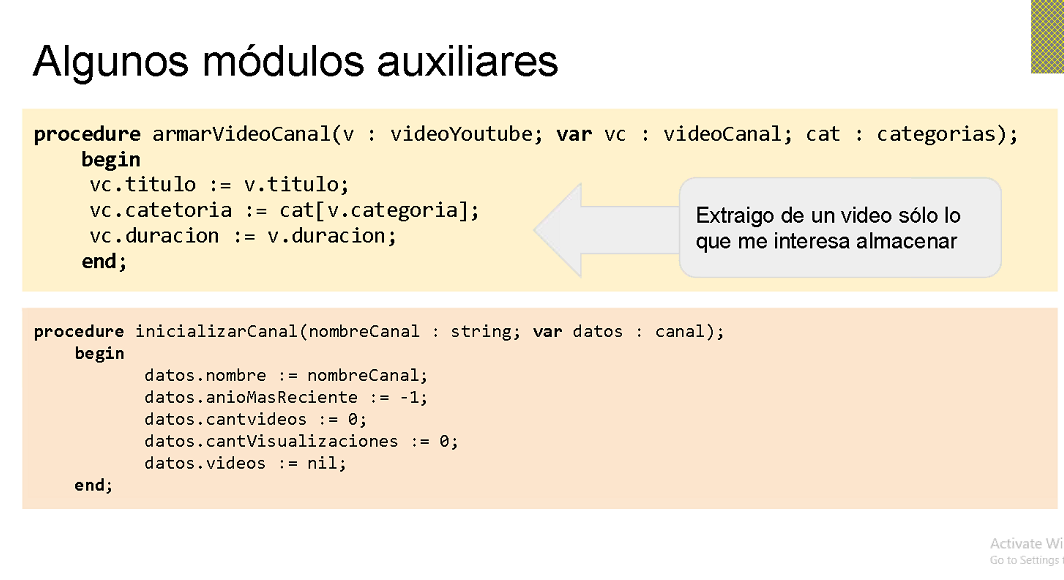 Algunos módulos auxiliares
procedure armarVideoCanal(v : videoYoutube; var vc : videoCanal; cat : categorias);
begin
vc.titulo := v.titulo;
vc.catetoria := cat[v.categoria];
vc.duracion := v.duracion;
end;
Extraigo de un video sólo lo
que me interesa almacenar
procedure inicializarCanal(nombreCanal : string; var datos : canal);
begin
datos.nombre := nombreCanal;
datos.anioMasReciente := -1;
datos.cantvideos := 0;
datos.cantVisualizaciones := 0;
datos.videos := nil;
end;
Activate Wi
Go to Settings